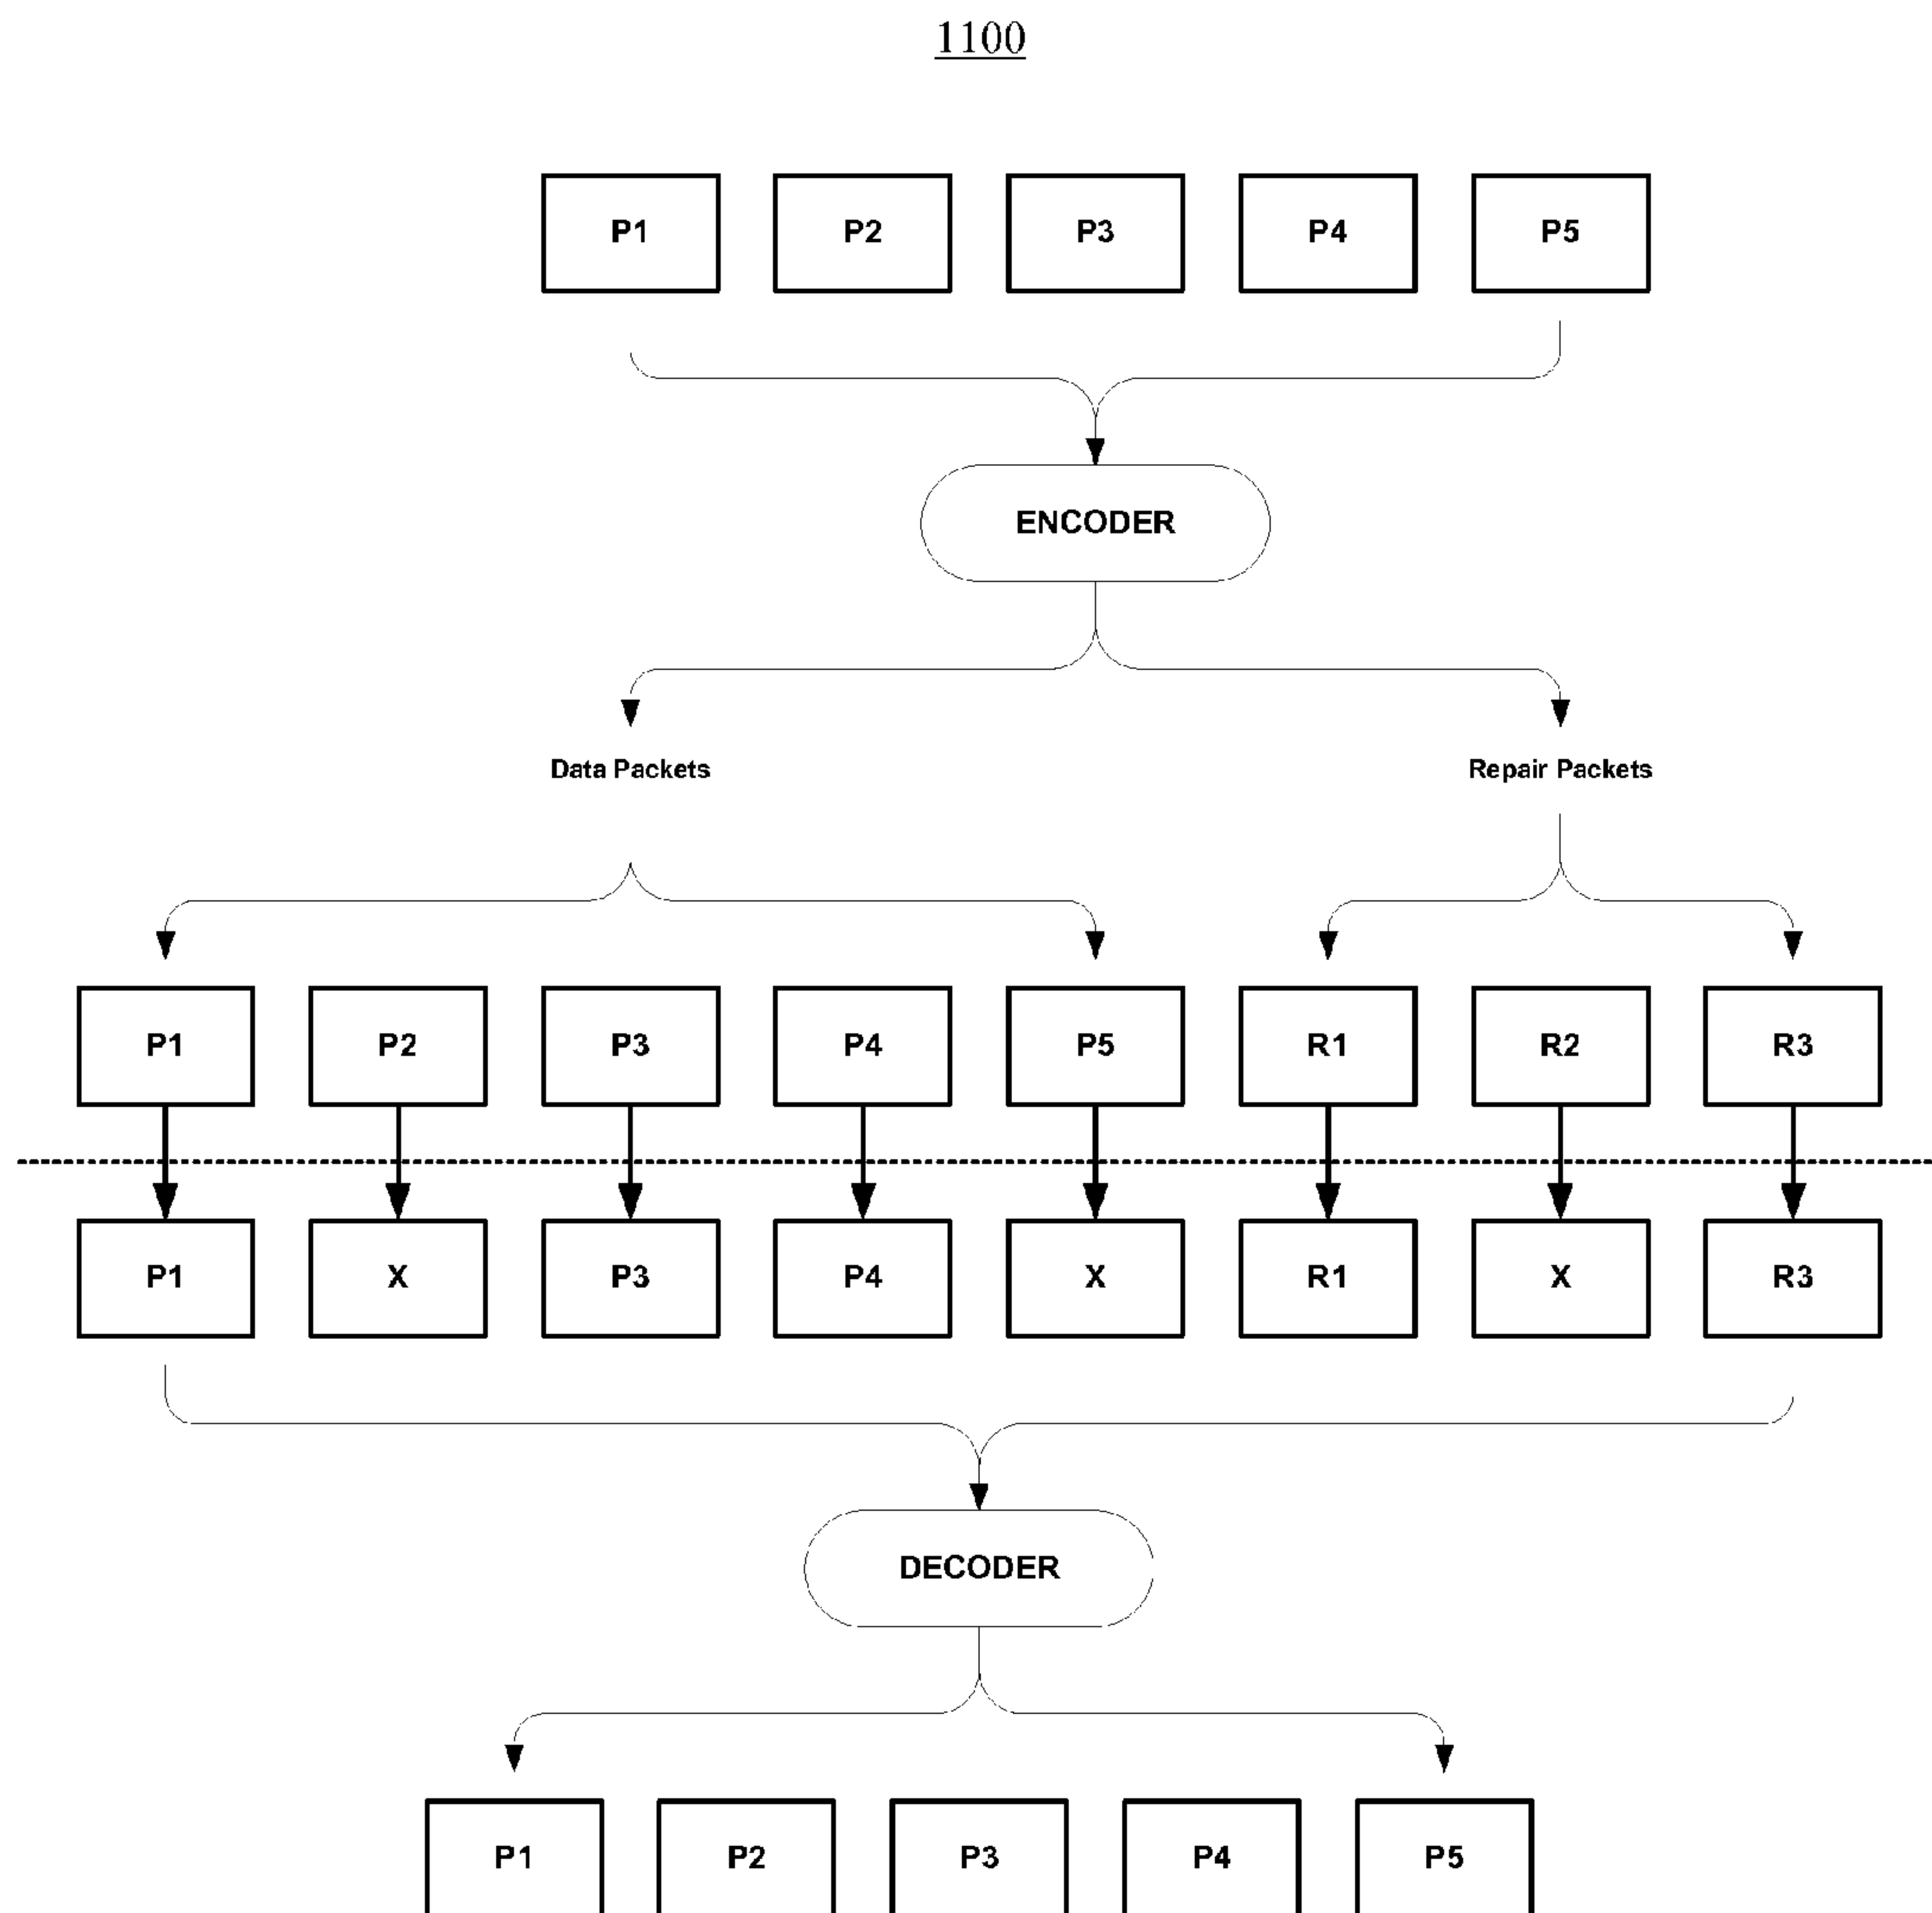 1100
P1 P2 P3 P4 P5
ENCODER
Data Packets Repair Packets
P1 P2 P3 P4 P5 R1 R2 R3
P1 X P3 P4 X R1 X R3
DECODER
P1 P2 P3 P4 P5